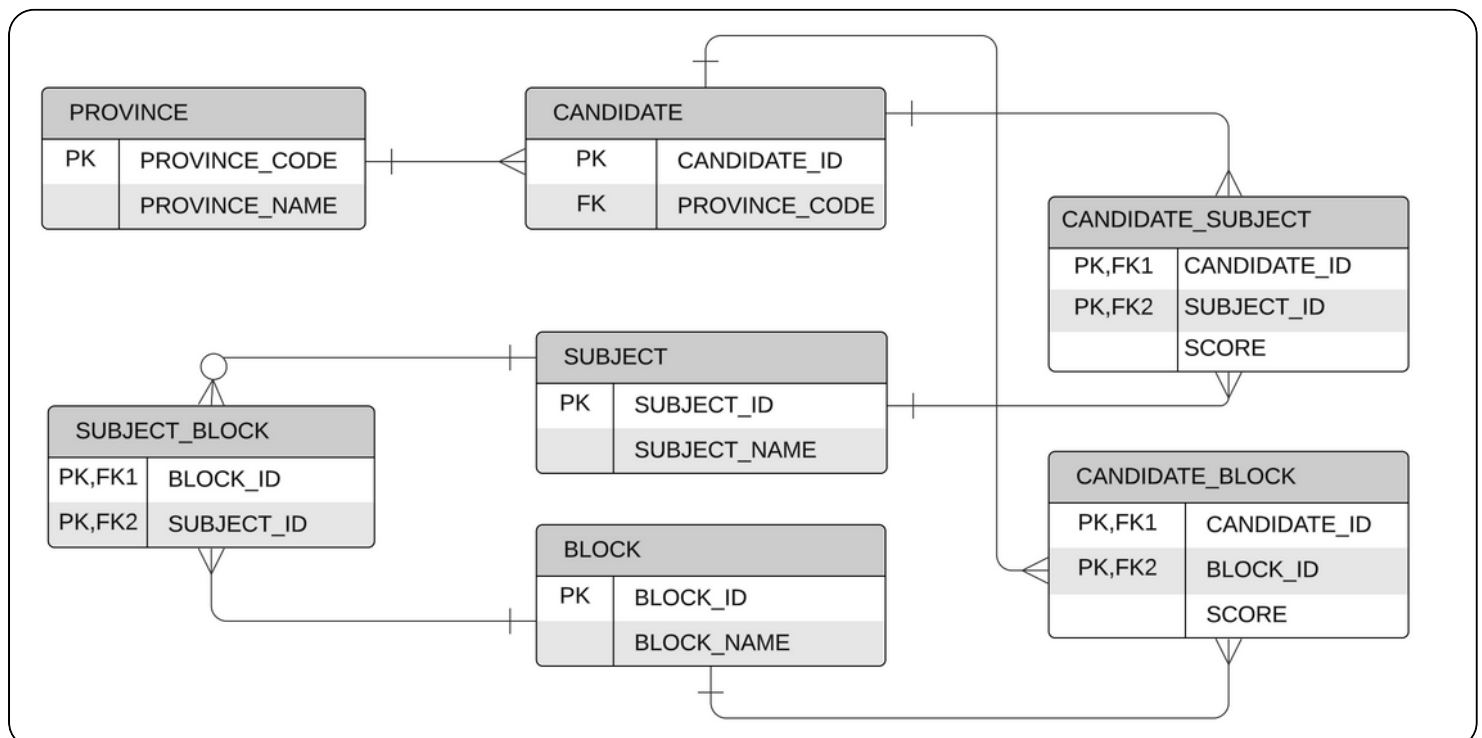 PROVINCE
PK PROVINCE_CODE
PROVINCE_NAME
CANDIDATE
PK CANDIDATE_ID
FK PROVINCE_CODE
CANDIDATE_SUBJECT
PK,FK1 CANDIDATE_ID
PK,FK2 SUBJECT_ID
SCORE
SUBJECT
PK SUBJECT_ID
SUBJECT_NAME
SUBJECT_BLOCK
PK,FK1 BLOCK_ID
PK,FK2 SUBJECT_ID
BLOCK
PK BLOCK_ID
BLOCK_NAME
CANDIDATE_BLOCK
PK,FK1 CANDIDATE_ID
PK,FK2 BLOCK_ID
SCORE